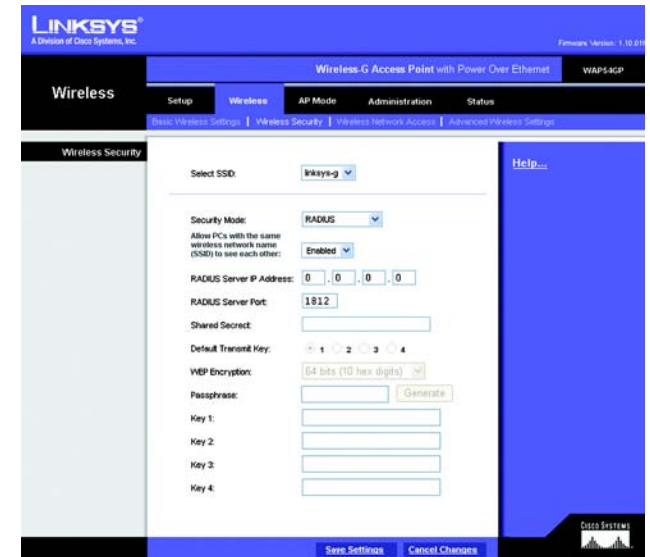 LINKSYS®
A Division of Cisco Systems, Inc.
Firmware Version: 1.10.01
Wireless-G Access Point with Power Over Ethernet
WAP54GP
Wireless
Setup
Wireless
AP Mode
Administration
Status
Basic Wireless Settings | Wireless Security | Wireless Network Access | Advanced Wireless Settings
Wireless Security
Help...
Select SSID: linksys-g
Security Mode: RADIUS
Allow PCs with the same
wireless network name
(SSID) to see each other: Enabled
RADIUS Server IP Address: 0 . 0 . 0 . 0
RADIUS Server Port: 1812
Shared Secrect:
Default Transmit Key: 1 2 3 4
WEP Encryption: 64 bits (10 hex digits)
Passphrase: Generate
Key 1:
Key 2:
Key 3:
Key 4:
Save Settings
Cancel Changes
CISCO SYSTEMS